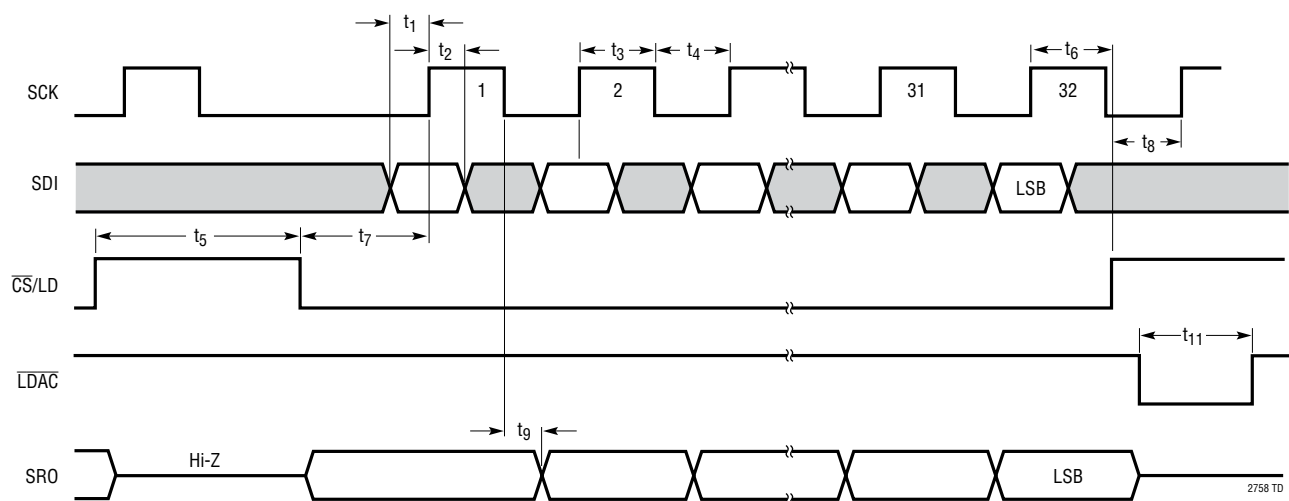 t1
t2
t3
t4
t6
SCK
1
2
31
32
t8
SDI
LSB
t5
t7
CS/LD
t11
LDAC
t9
Hi-Z
SRO
LSB
2758 TD